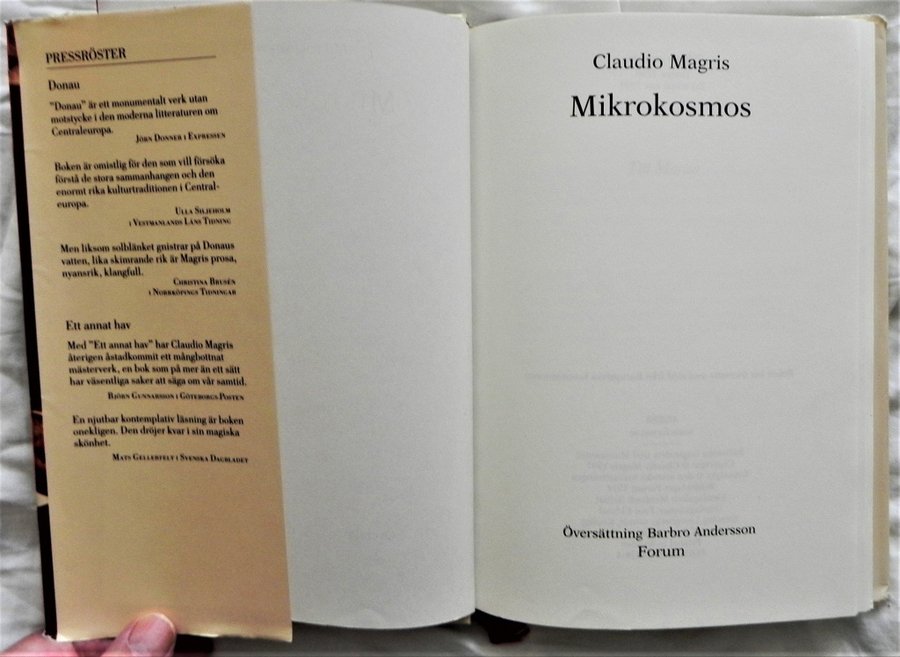 PRESSRÖSTER
Donau
"Donau" är ett monumentalt verk utan
motstycke i den moderna litteraturen om
Centraleuropa.
JÖRN DONNER I EXPRESSEN
Boken är omistlig för den som vill försöka
förstå de stora sammanhangen och den
enormt rika kulturtraditionen i Central-
europa.
ULLA SILJEHOLM
I VESTMANLANDS LÄNS TIDNING
Men liksom solblänket gnistrar på Donaus
vatten, lika skimrande rik är Magris prosa,
nyansrik, klangfull.
CHRISTINA BRUSÉN
I NORRKÖPINGS TIDNINGAR
Ett annat hav
Med "Ett annat hav" har Claudio Magris
återigen åstadkommit ett mångbottnat
mästerverk, en bok som på mer än ett sätt
har väsentliga saker att säga om vår samtid.
BJÖRN GUNNARSSON I GÖTEBORGS-POSTEN
En njutbar kontemplativ läsning är boken
onekligen. Den dröjer kvar i sin magiska
skönhet.
MATS GELLERFELT I SVENSKA DAGBLADET
Claudio Magris
Mikrokosmos
Översättning Barbro Andersson
Forum